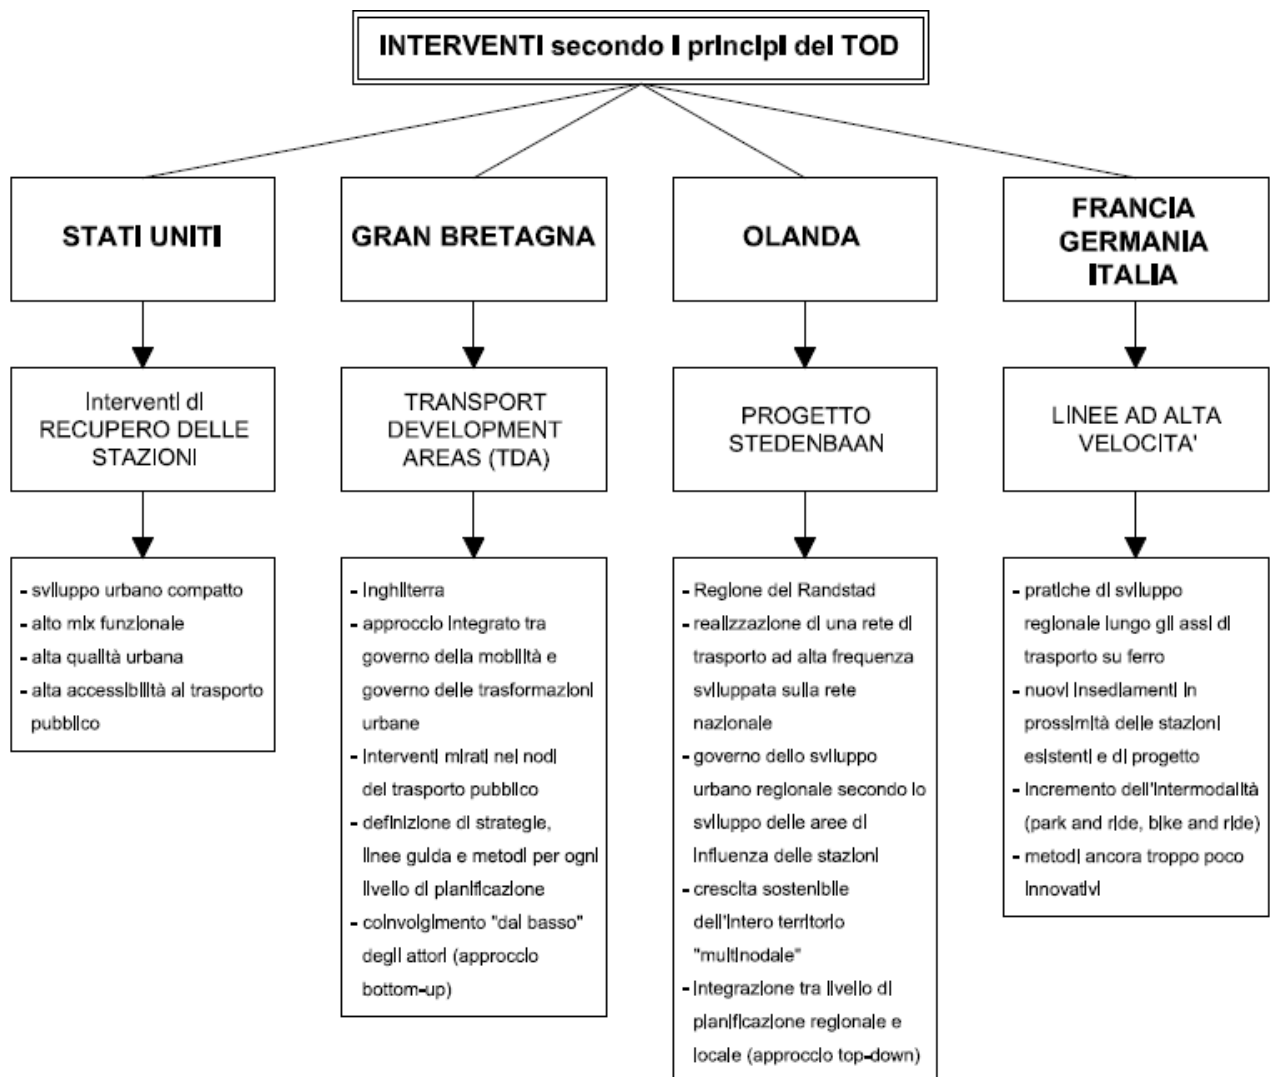 INTERVENTI secondo i principi del TOD
STATI UNITI
Interventi di
RECUPERO DELLE
STAZIONI
- sviluppo urbano compatto
- alto mix funzionale
- alta qualità urbana
- alta accessibilità al trasporto
pubblico
GRAN BRETAGNA
TRANSPORT
DEVELOPMENT
AREAS (TDA)
- Inghilterra
- approccio integrato tra
governo della mobilità e
governo delle trasformazioni
urbane
- interventi mirati nei nodi
del trasporto pubblico
- definizione di strategie,
linee guida e metodi per ogni
livello di planificazione
- coinvolgimento "dal basso"
degli attori (approccio
bottom-up)
OLANDA
PROGETTO
STEDENBAAN
- Regione del Randstad
- realizzazione di una rete di
trasporto ad alta frequenza
sviluppata sulla rete
nazionale
- governo dello sviluppo
urbano regionale secondo lo
sviluppo delle aree di
influenza delle stazioni
- crescita sostenibile
dell'intero territorio
"multinodale"
- integrazione tra livello di
pianificazione regionale e
locale (approccio top-down)
FRANCIA
GERMANIA
ITALIA
LINEE AD ALTA
VELOCITA'
- pratiche di sviluppo
regionale lungo gli assi di
trasporto su ferro
- nuovi insediamenti in
prossimità delle stazioni
esistenti e di progetto
- incremento dell'intermodalità
(park and ride, bike and ride)
- metodi ancora troppo poco
innovativi